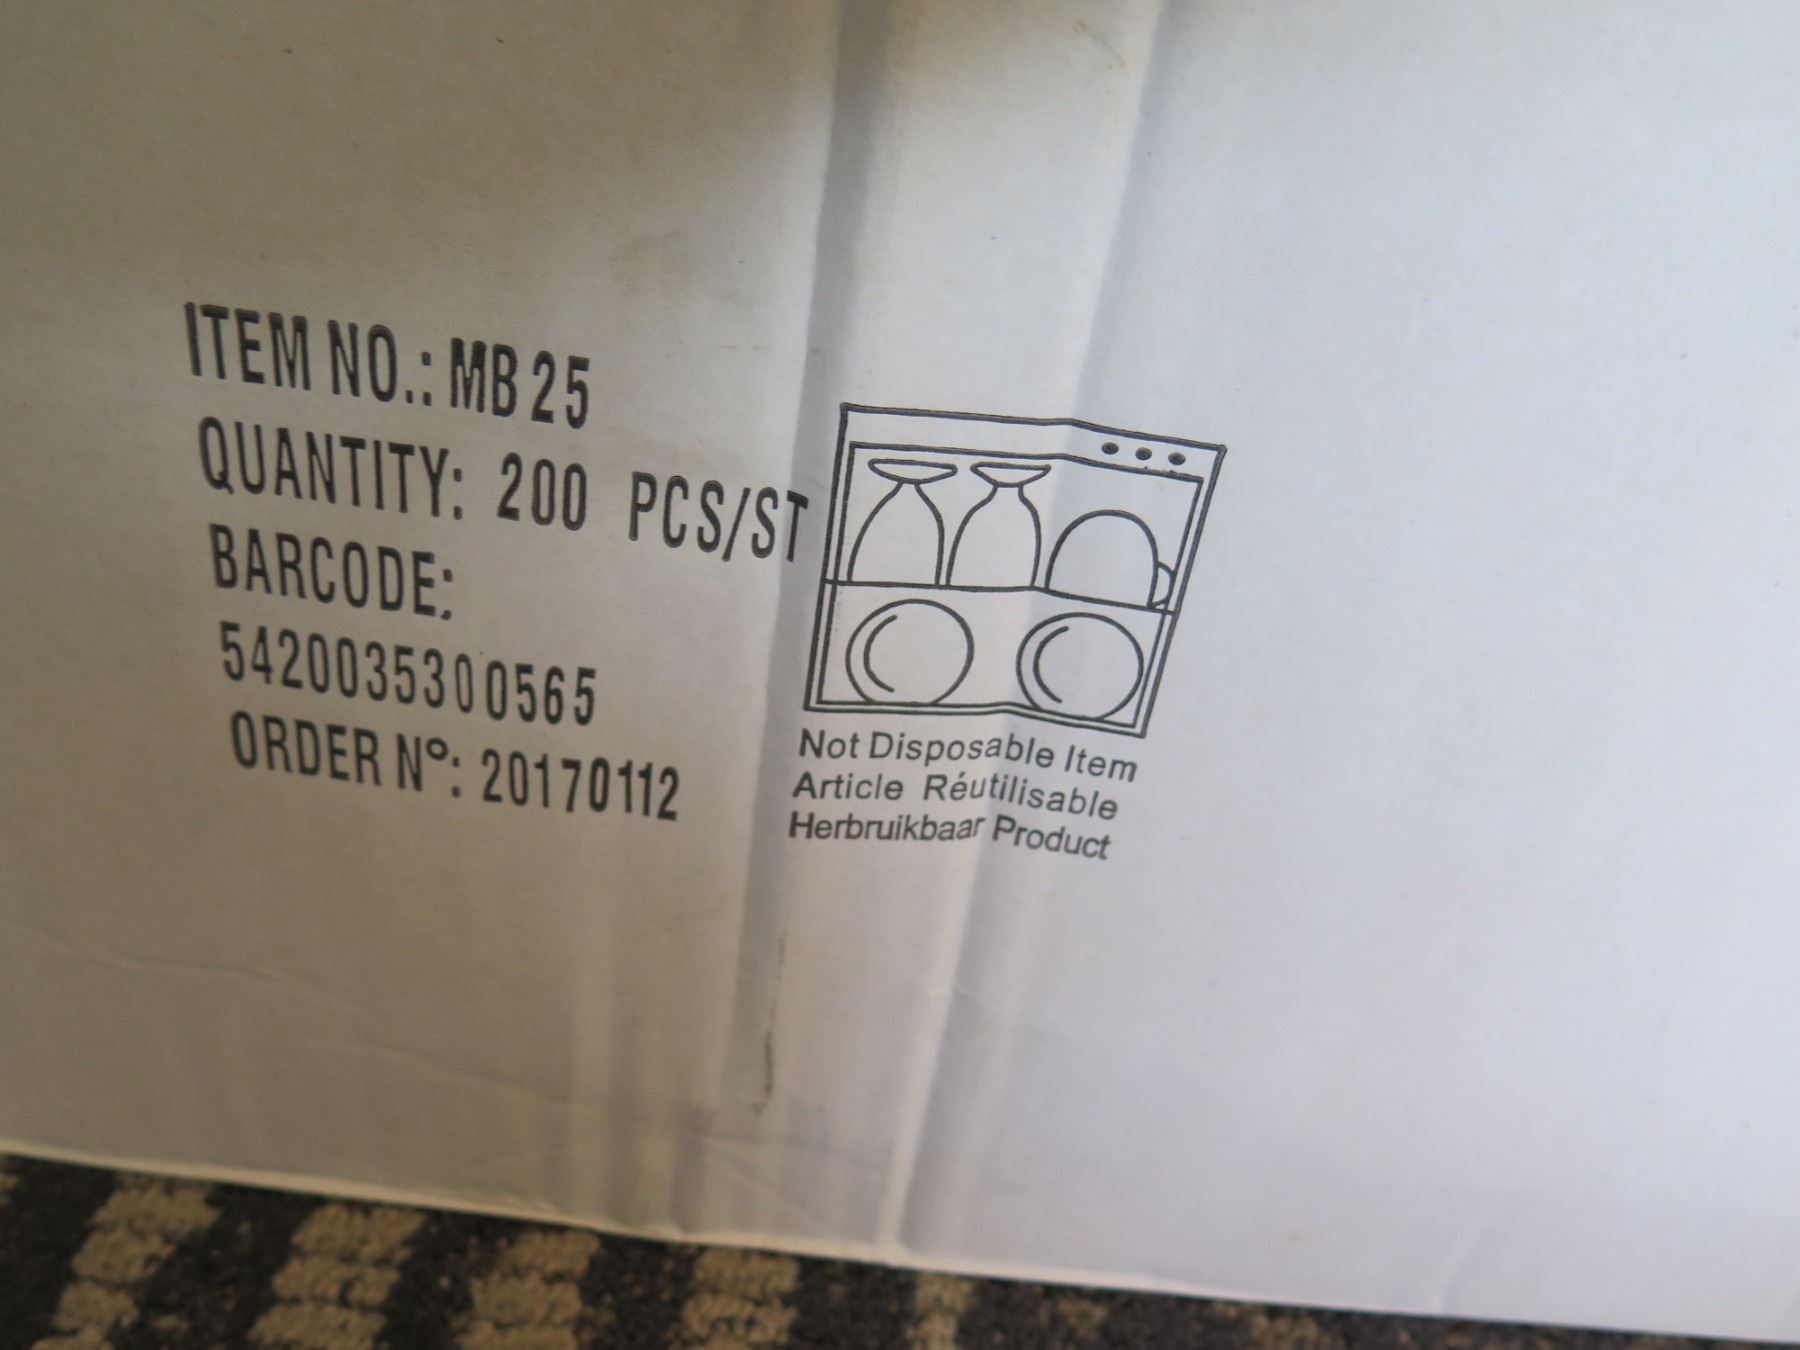 ITEM NO.: MB 25
QUANTITY: 200 PCS/ST
BARCODE:
5420035300565
ORDER N°: 20170112
Not Disposable Item
Article Réutilisable
Herbruikbaar Product